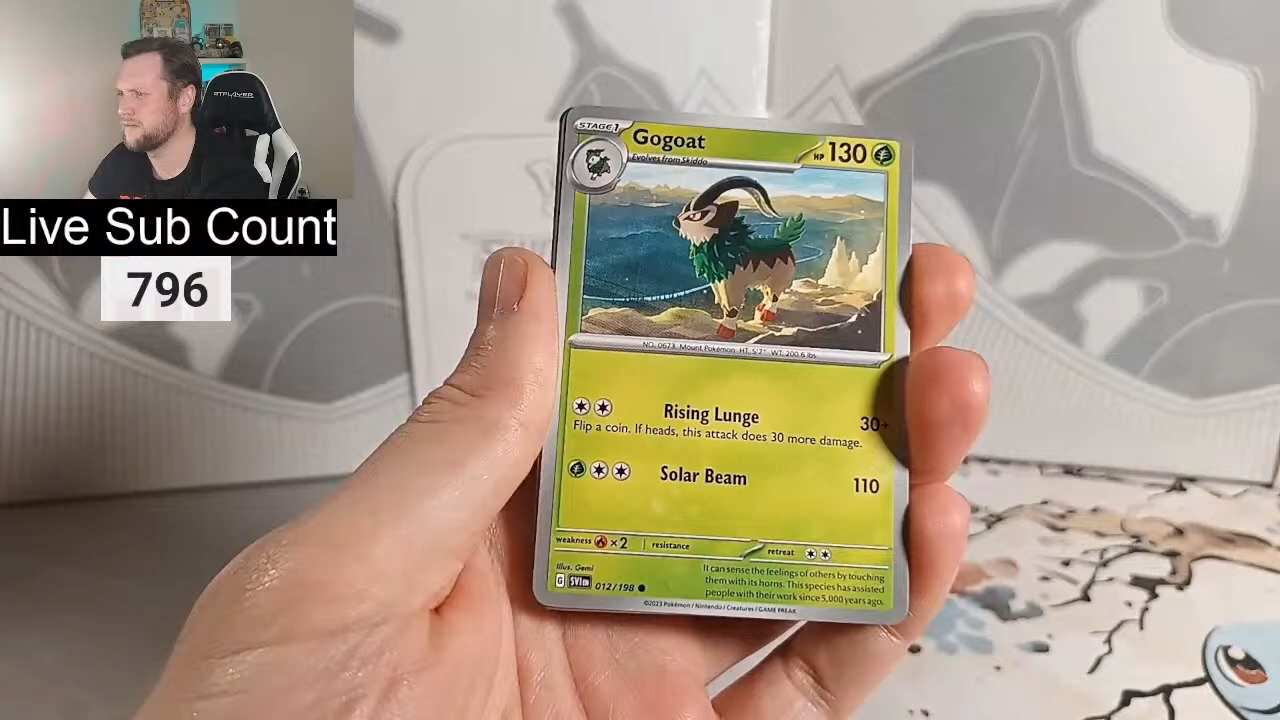 GTPLAYER
Live Sub Count
796
STAGE 1
Gogoat
HP 130
Evolves from Skiddo
NO. 0673 Mount Pokémon HT. 5'7" WT. 200.6 lbs
Rising Lunge 30+
Flip a coin. If heads, this attack does 30 more damage.
Solar Beam 110
weakness ×2 resistance retreat
Illus. Gemi
It can sense the feelings of others by touching
them with its horns. This species has assisted
people with their work since 5,000 years ago.
G SVI EN 012/198
©2023 Pokémon / Nintendo / Creatures / GAME FREAK